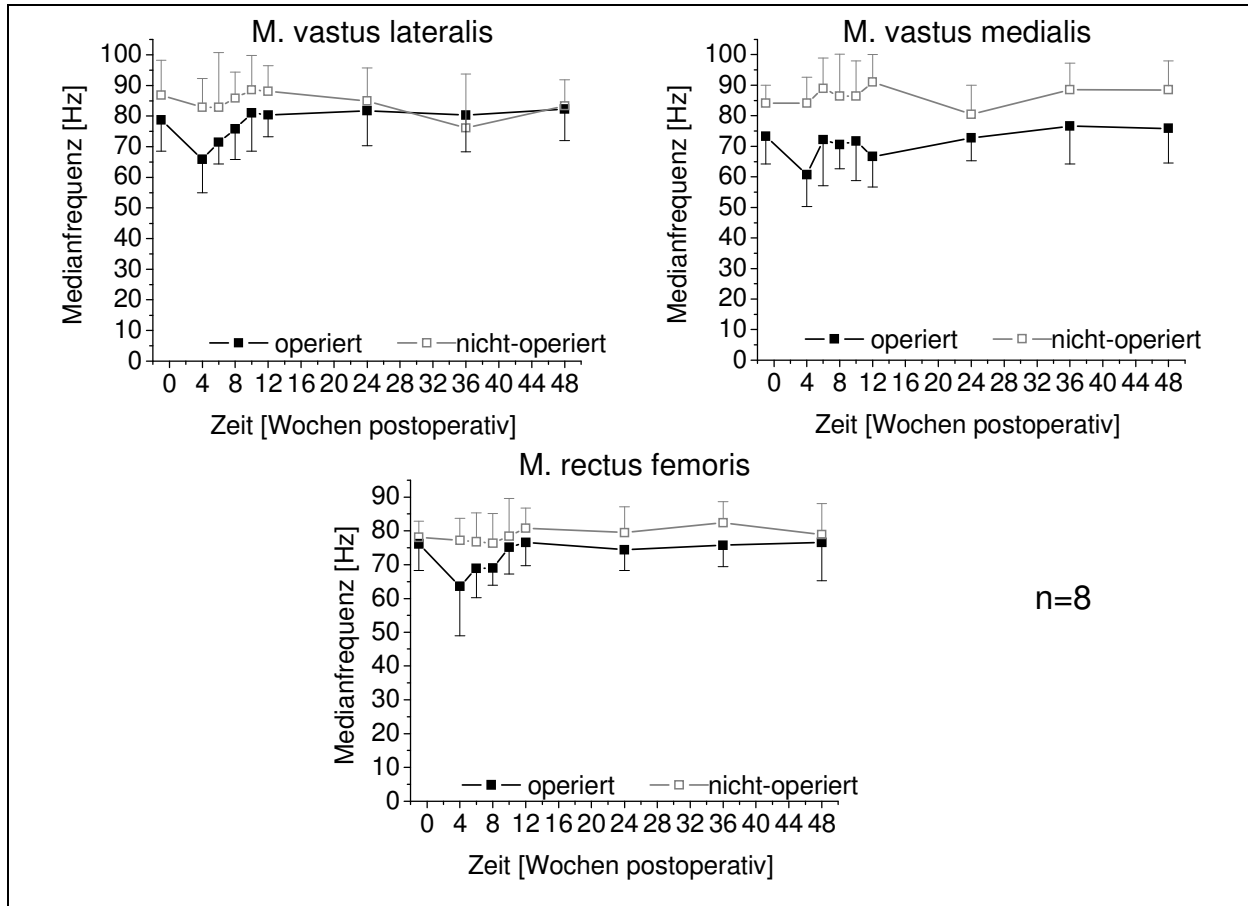 M. vastus lateralis
100
90
80
70
60
50
40
30
20
10
0
Medianfrequenz [Hz]
operiert nicht-operiert
0 4 8 12 16 20 24 28 32 36 40 44 48
Zeit [Wochen postoperativ]
M. vastus medialis
100
90
80
70
60
50
40
30
20
10
0
Medianfrequenz [Hz]
operiert nicht-operiert
0 4 8 12 16 20 24 28 32 36 40 44 48
Zeit [Wochen postoperativ]
M. rectus femoris
90
80
70
60
50
40
30
20
10
0
Medianfrequenz [Hz]
operiert nicht-operiert
0 4 8 12 16 20 24 28 32 36 40 44 48
Zeit [Wochen postoperativ]
n=8